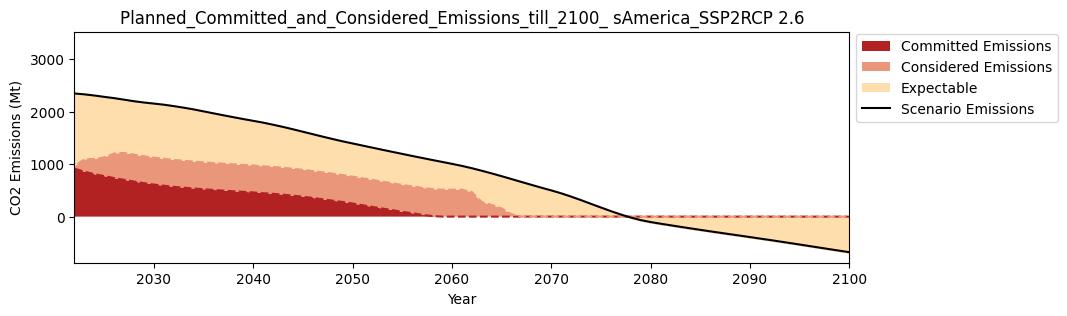 Planned_Committed_and_Considered_Emissions_till_2100_ sAmerica_SSP2RCP 2.6
3000
2000
1000
0
CO2 Emissions (Mt)
2030 2040 2050 2060 2070 2080 2090 2100
Year
Committed Emissions
Considered Emissions
Expectable
Scenario Emissions